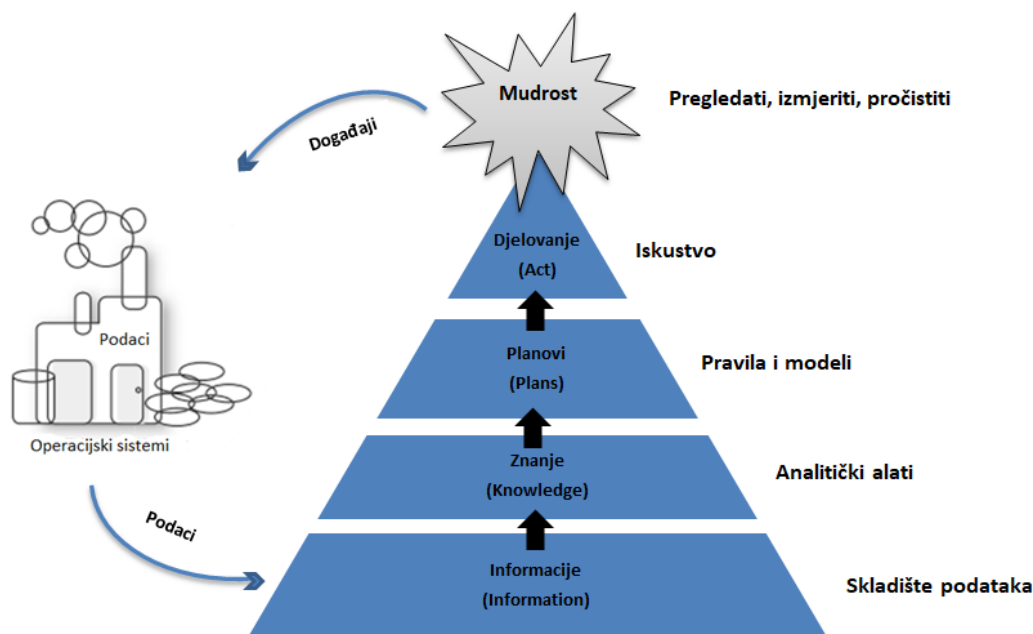 Mudrost
Pregledati, izmjeriti, pročistiti
Događaji
Djelovanje
(Act)
Iskustvo
Podaci
Operacijski sistemi
Planovi
(Plans)
Pravila i modeli
Znanje
(Knowledge)
Analitički alati
Podaci
Informacije
(Information)
Skladište podataka